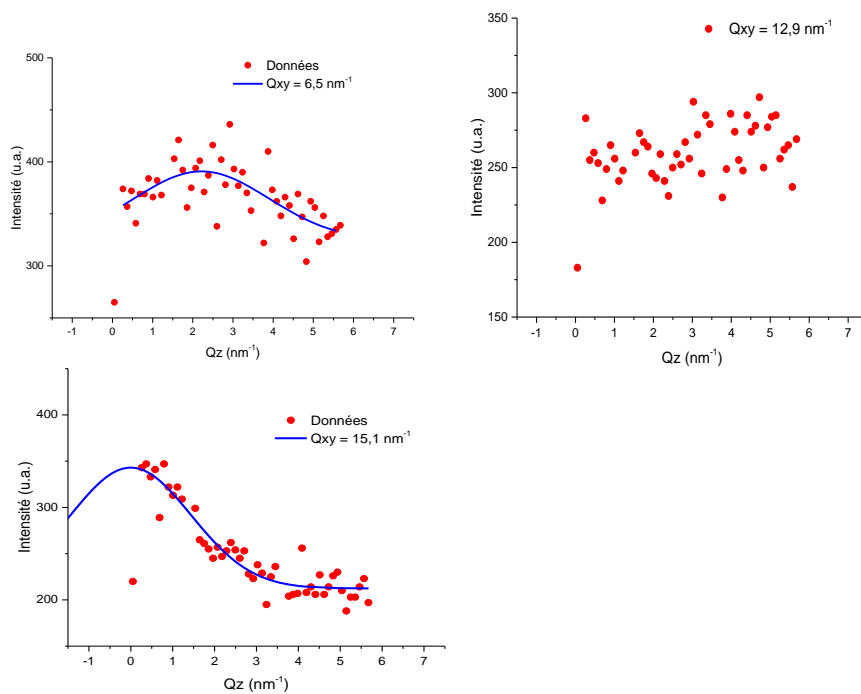 500
400
300
Intensité (u.a.)
Données
Qxy = 6,5 nm⁻¹
-1 0 1 2 3 4 5 6 7
Qz (nm⁻¹)
350
300
250
200
150
Intensité (u.a.)
Qxy = 12,9 nm⁻¹
-1 0 1 2 3 4 5 6 7
Qz (nm⁻¹)
400
300
200
Intensité (u.a.)
Données
Qxy = 15,1 nm⁻¹
-1 0 1 2 3 4 5 6 7
Qz (nm⁻¹)